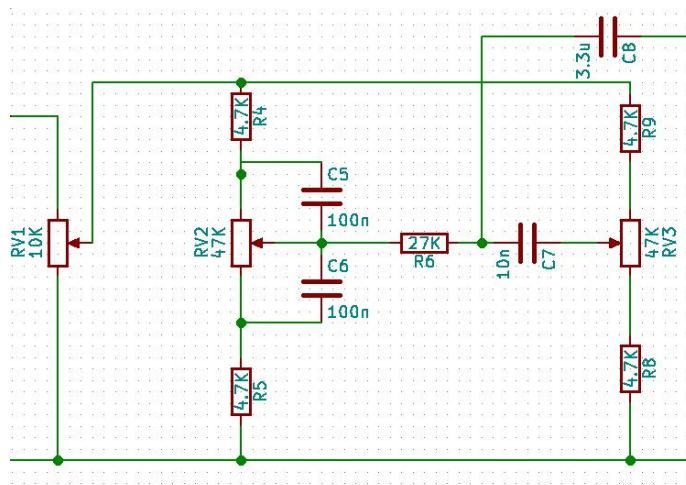 3.3u
C8
4.7K
R4
4.7K
R9
C5
100n
RV1
10K
RV2
47K
27K
R6
10n
C7
47K
RV3
C6
100n
4.7K
R5
4.7K
R8